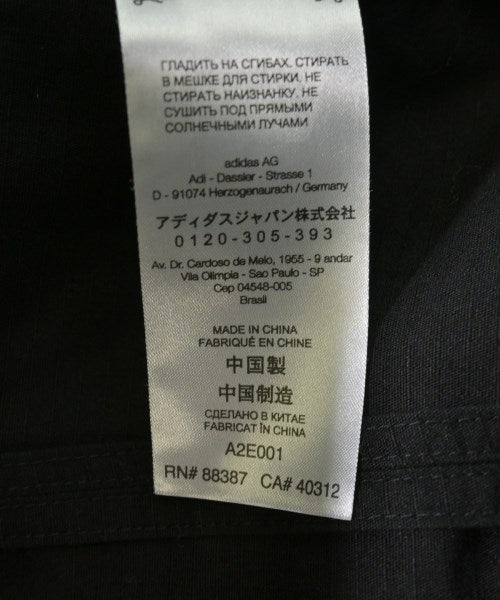 ГЛАДИТЬ НА СГИБАХ. СТИРАТЬ
В МЕШКЕ ДЛЯ СТИРКИ. НЕ
СТИРАТЬ НАИЗНАНКУ. НЕ
СУШИТЬ ПОД ПРЯМЫМИ
СОЛНЕЧНЫМИ ЛУЧАМИ
adidas AG
Adi - Dassler - Strasse 1
D - 91074 Herzogenaurach / Germany
アディダスジャパン株式会社
0120-305-393
Av. Dr. Cardoso de Melo, 1955 - 9 andar
Vila Olimpia - Sao Paulo - SP
Cep 04548-005
Brasil
MADE IN CHINA
FABRIQUÉ EN CHINE
中国製
中国制造
СДЕЛАНО В КИТАЕ
FABRICAT ÎN CHINA
A2E001
RN# 88387 CA# 40312